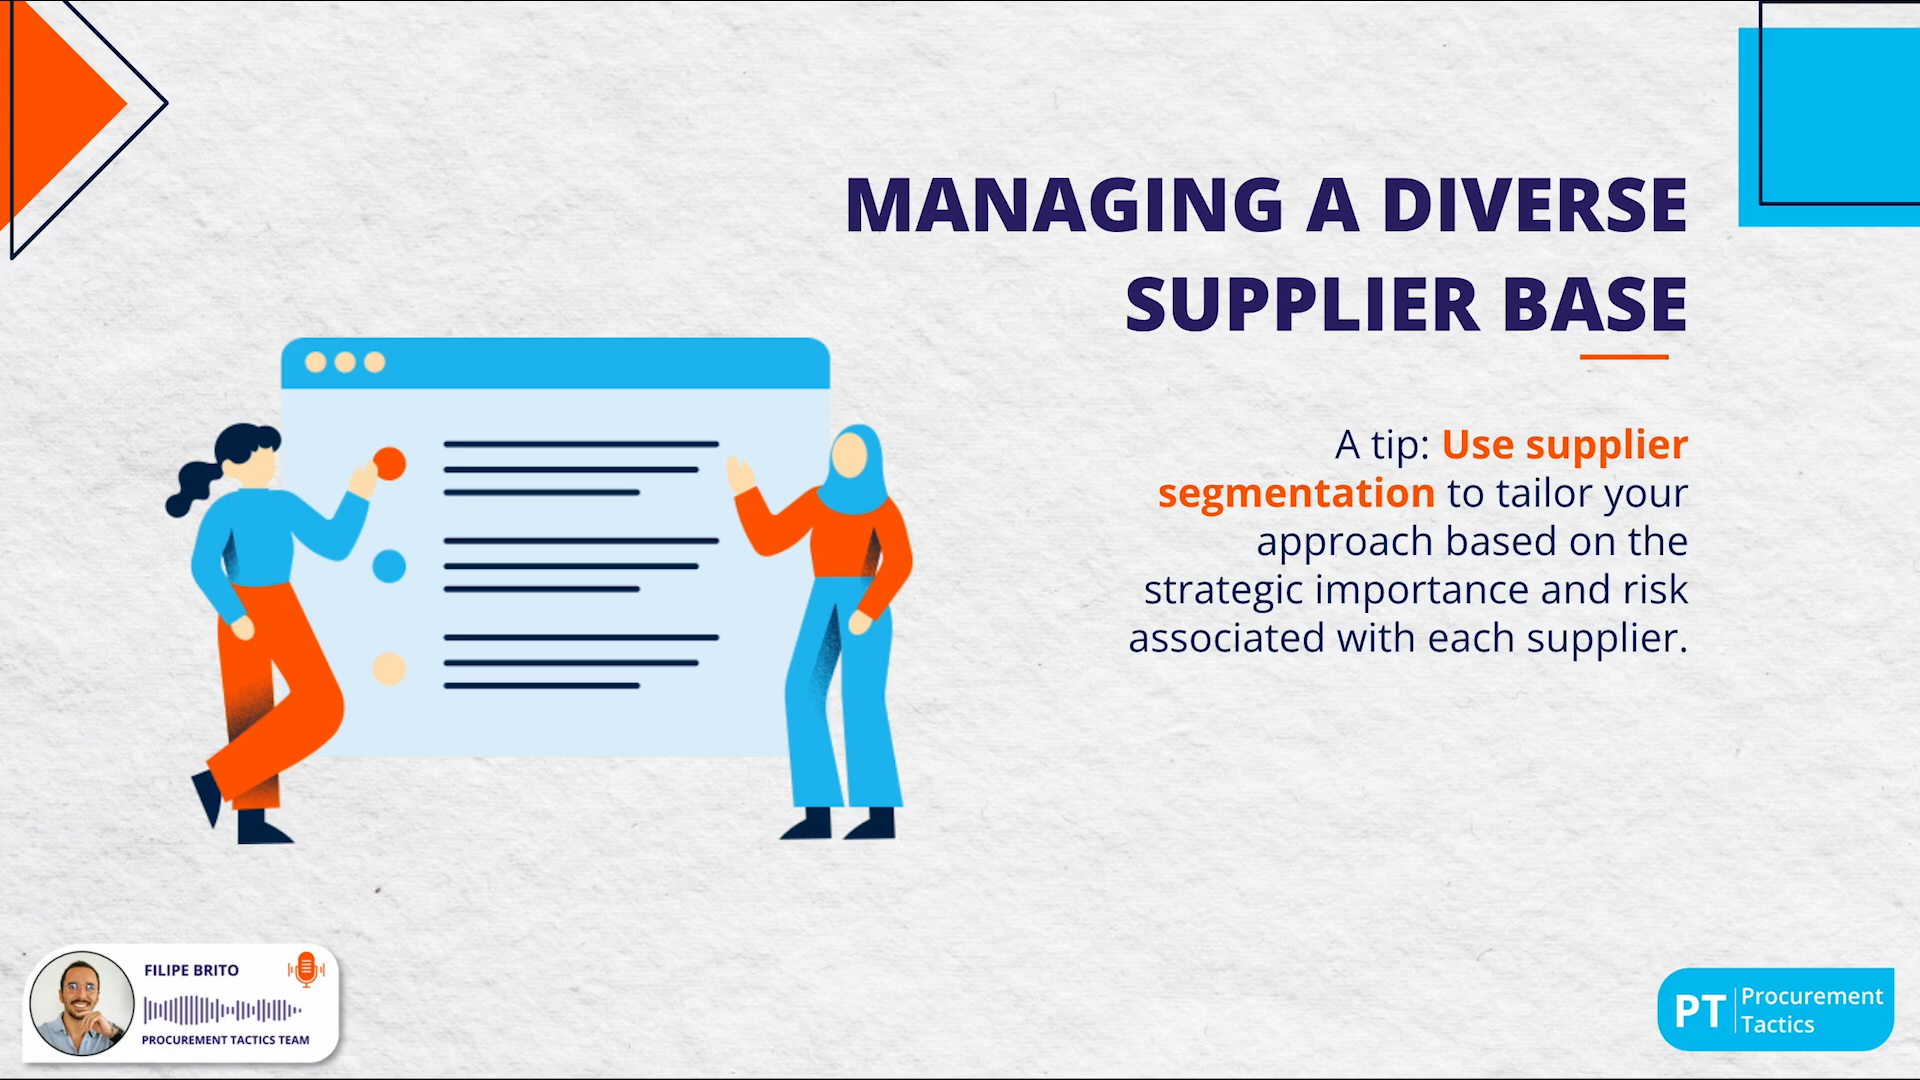 MANAGING A DIVERSE
SUPPLIER BASE
A tip: Use supplier
segmentation to tailor your
approach based on the
strategic importance and risk
associated with each supplier.
FILIPE BRITO
PROCUREMENT TACTICS TEAM
PT
Procurement
Tactics